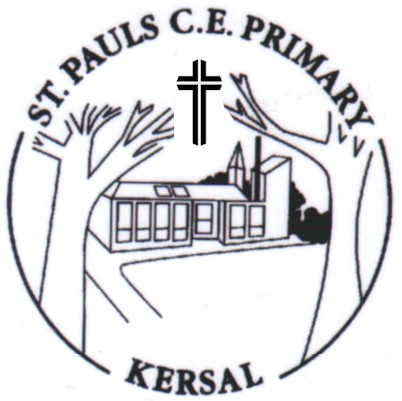 ST. PAULS C.E. PRIMARY
KERSAL